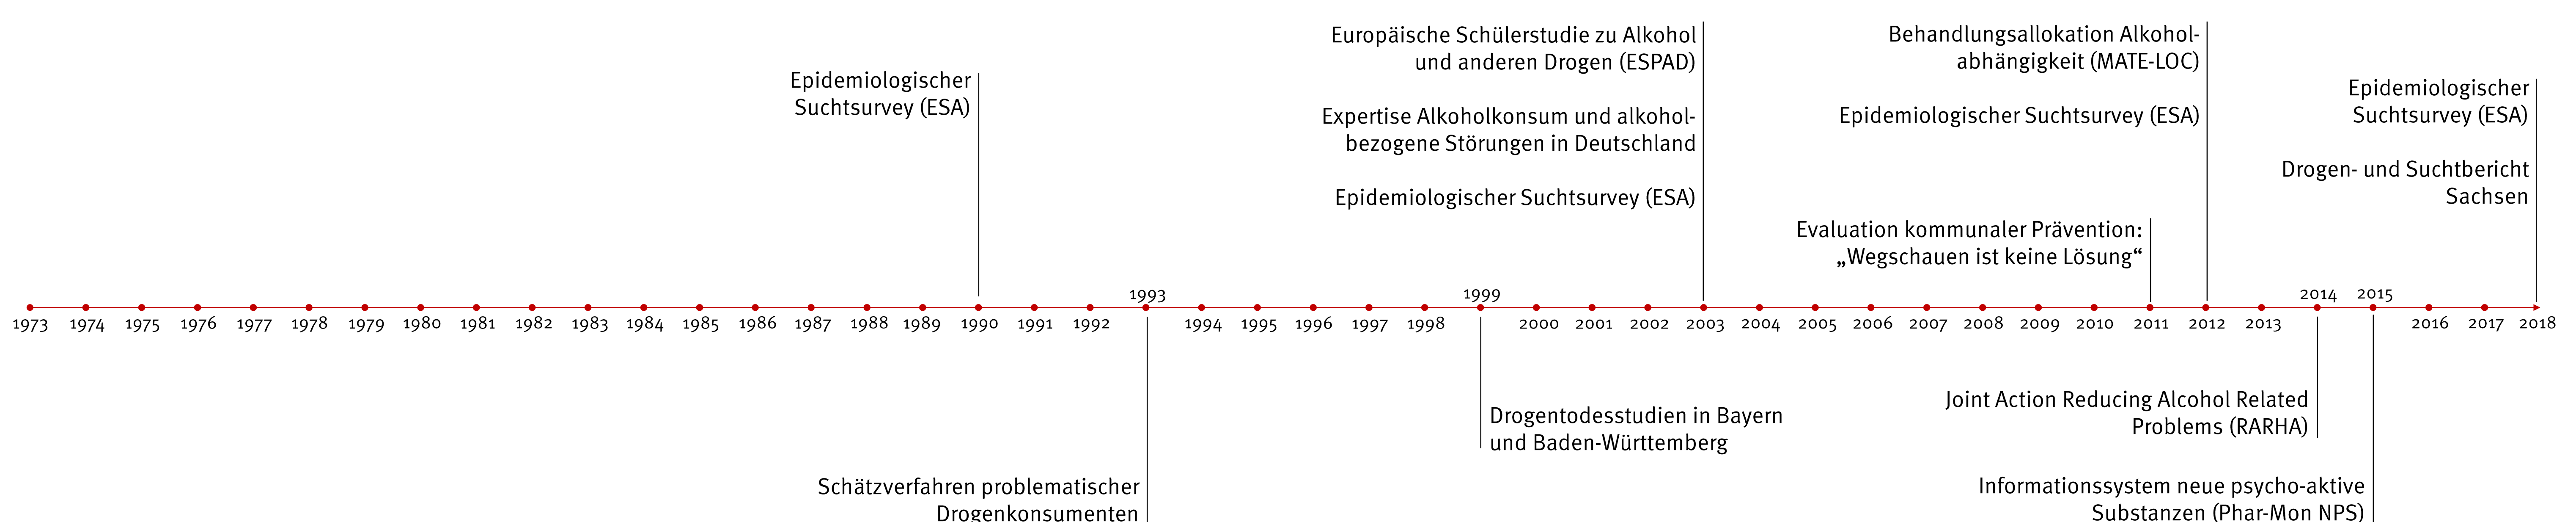 Europäische Schülerstudie zu Alkohol
und anderen Drogen (ESPAD)
Behandlungsallokation Alkohol-
abhängigkeit (MATE-LOC)
Epidemiologischer
Suchtsurvey (ESA)
Epidemiologischer
Suchtsurvey (ESA)
Expertise Alkoholkonsum und alkohol-
bezogene Störungen in Deutschland
Epidemiologischer Suchtsurvey (ESA)
Drogen- und Suchtbericht
Sachsen
Epidemiologischer Suchtsurvey (ESA)
Evaluation kommunaler Prävention:
„Wegschauen ist keine Lösung“
1993 1999 2014 2015
1973 1974 1975 1976 1977 1978 1979 1980 1981 1982 1983 1984 1985 1986 1987 1988 1989 1990 1991 1992 1994 1995 1996 1997 1998 2000 2001 2002 2003 2004 2005 2006 2007 2008 2009 2010 2011 2012 2013 2016 2017 2018
Joint Action Reducing Alcohol Related
Problems (RARHA)
Drogentodesstudien in Bayern
und Baden-Württemberg
Schätzverfahren problematischer
Drogenkonsumenten
Informationssystem neue psycho-aktive
Substanzen (Phar-Mon NPS)